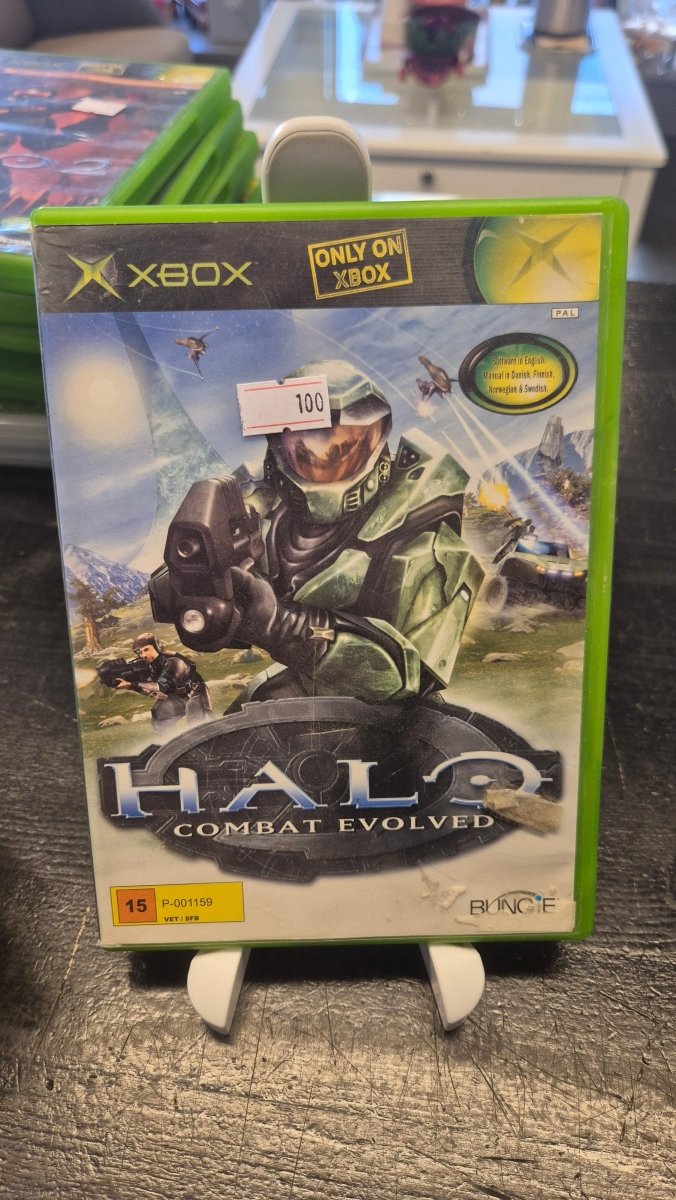 XBOX
ONLY ON
XBOX
PAL
Software in English.
Manual in Danish, Finnish,
Norwegian & Swedish.
100
HALO
COMBAT EVOLVED
15 P-001159
VET / SFB
BUNGiE